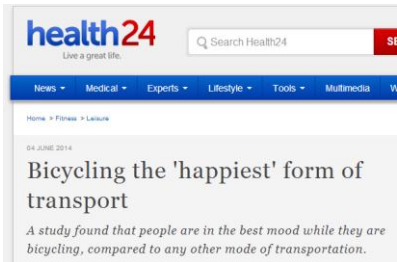 health24
Live a great life.
Search Health24
News Medical Experts Lifestyle Tools Multimedia
Home > Fitness > Leisure
04 JUNE 2014
Bicycling the 'happiest' form of
transport
A study found that people are in the best mood while they are
bicycling, compared to any other mode of transportation.